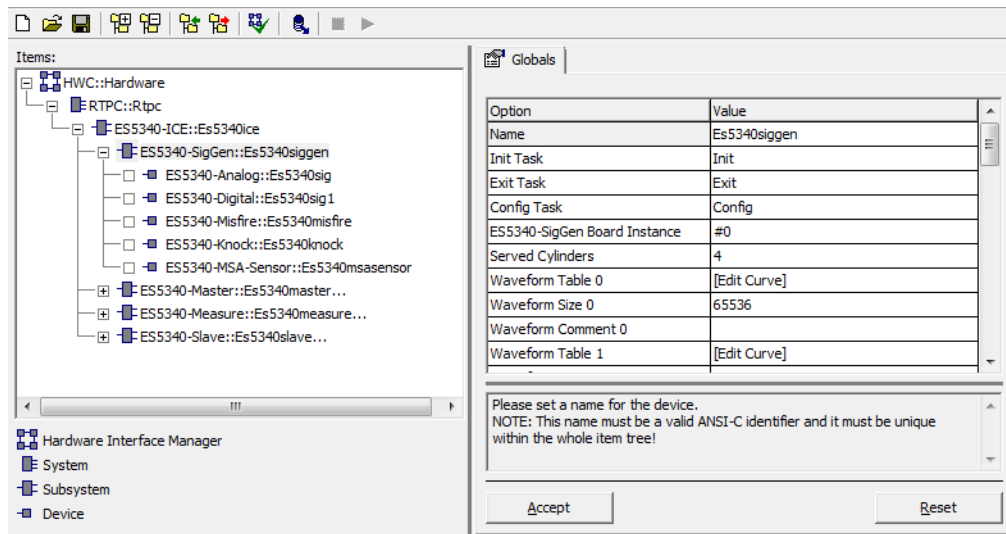 Items:
HWC::Hardware
RTPC::Rtpc
ES5340-ICE::Es5340ice
ES5340-SigGen::Es5340siggen
ES5340-Analog::Es5340sig
ES5340-Digital::Es5340sig1
ES5340-Misfire::Es5340misfire
ES5340-Knock::Es5340knock
ES5340-MSA-Sensor::Es5340msasensor
ES5340-Master::Es5340master...
ES5340-Measure::Es5340measure...
ES5340-Slave::Es5340slave...
Hardware Interface Manager
System
Subsystem
Device
Globals
Option Value
Name Es5340siggen
Init Task Init
Exit Task Exit
Config Task Config
ES5340-SigGen Board Instance #0
Served Cylinders 4
Waveform Table 0 [Edit Curve]
Waveform Size 0 65536
Waveform Comment 0
Waveform Table 1 [Edit Curve]
Please set a name for the device.
NOTE: This name must be a valid ANSI-C identifier and it must be unique
within the whole item tree!
Accept Reset